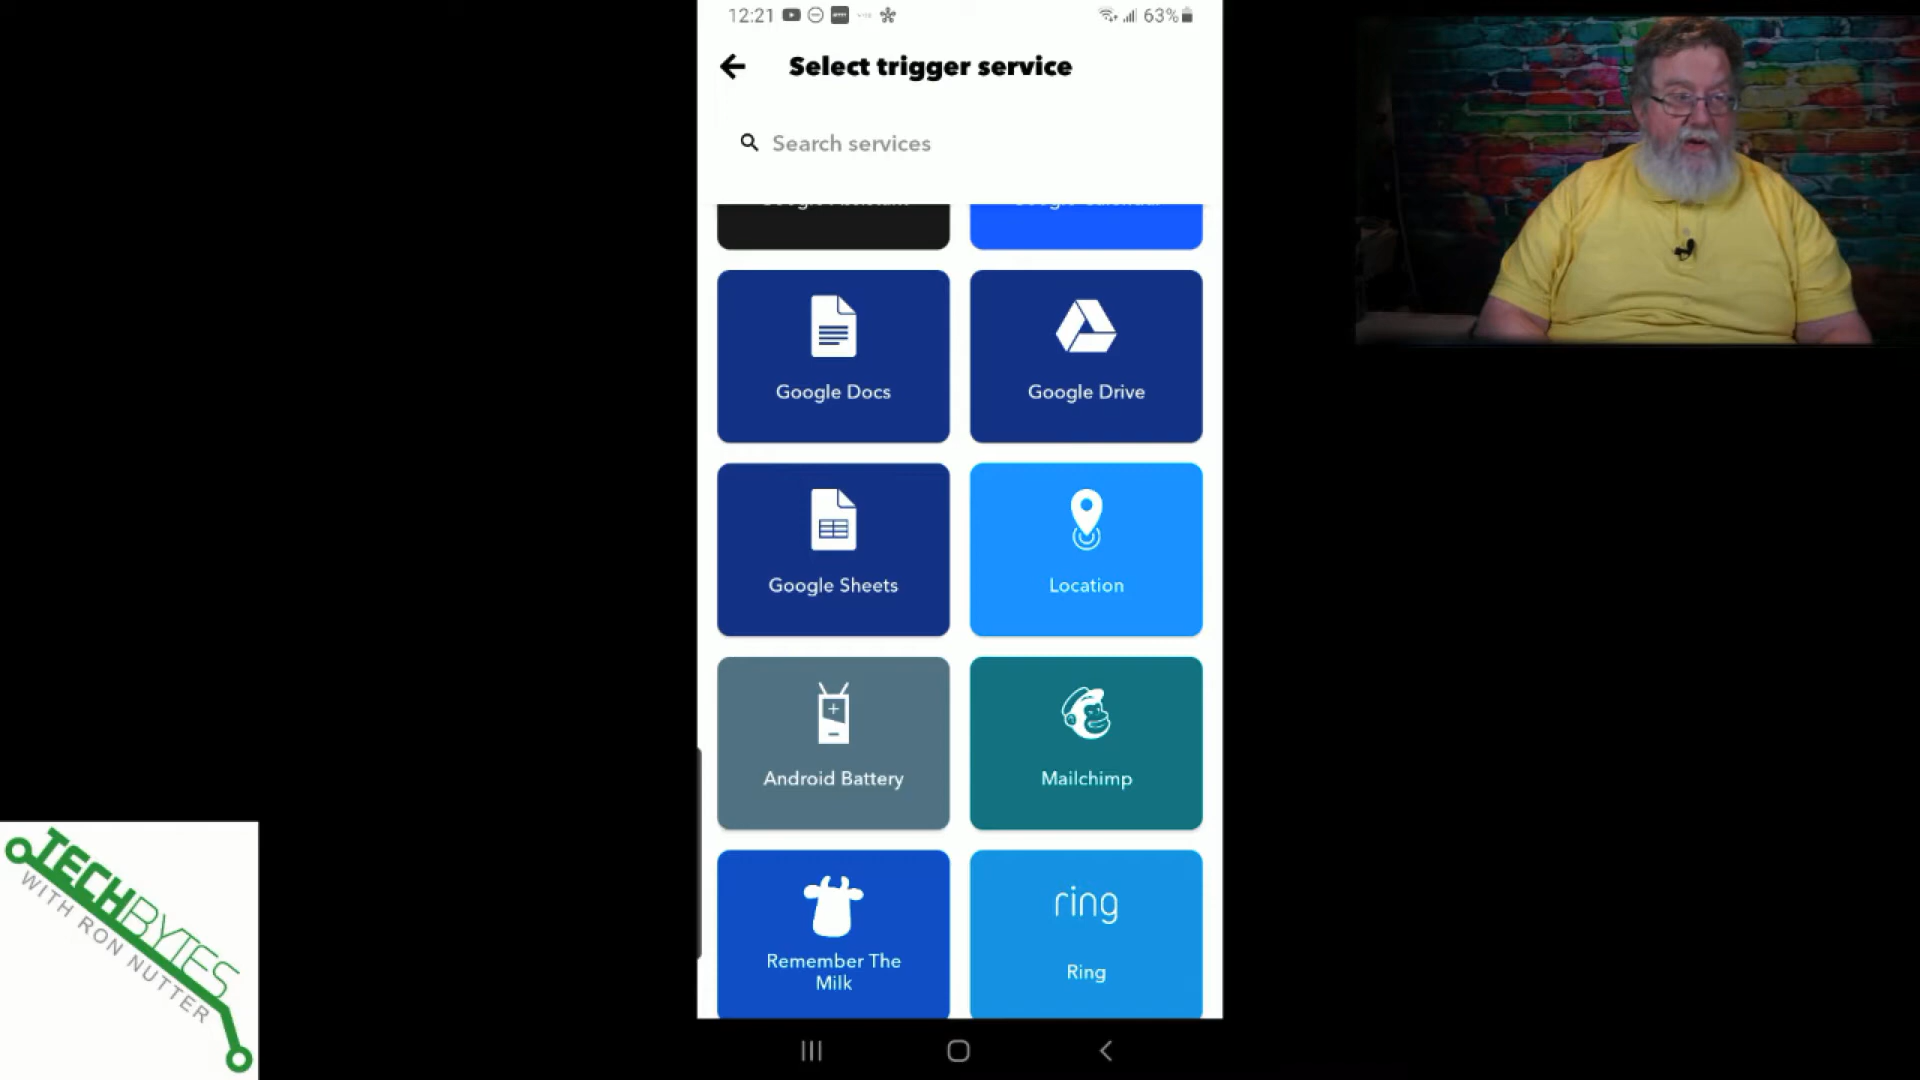 12:21
63%
Select trigger service
Search services
Google Docs
Google Drive
Google Sheets
Location
Android Battery
Mailchimp
Remember The
Milk
ring
Ring
TECHBYTES
WITH RON NUTTER